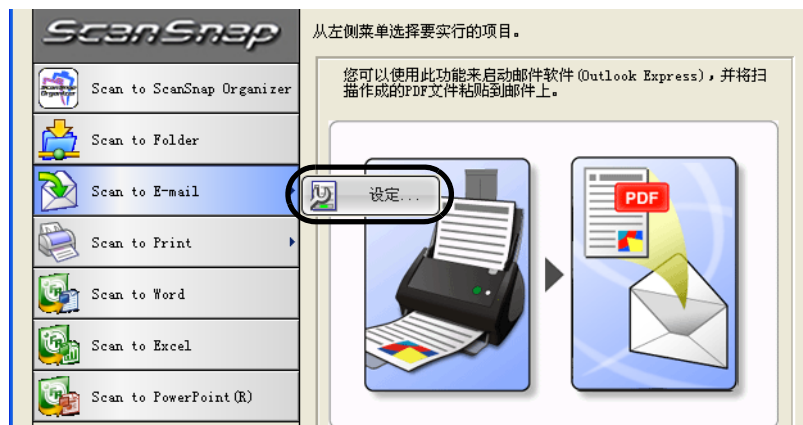 ScanSnap
Scan to ScanSnap Organizer
Scan to Folder
Scan to E-mail
Scan to Print
Scan to Word
Scan to Excel
Scan to PowerPoint(R)
从左侧菜单选择要实行的项目。
您可以使用此功能来启动邮件软件(Outlook Express)，并将扫
描作成的PDF文件粘贴到邮件上。
设定...
PDF